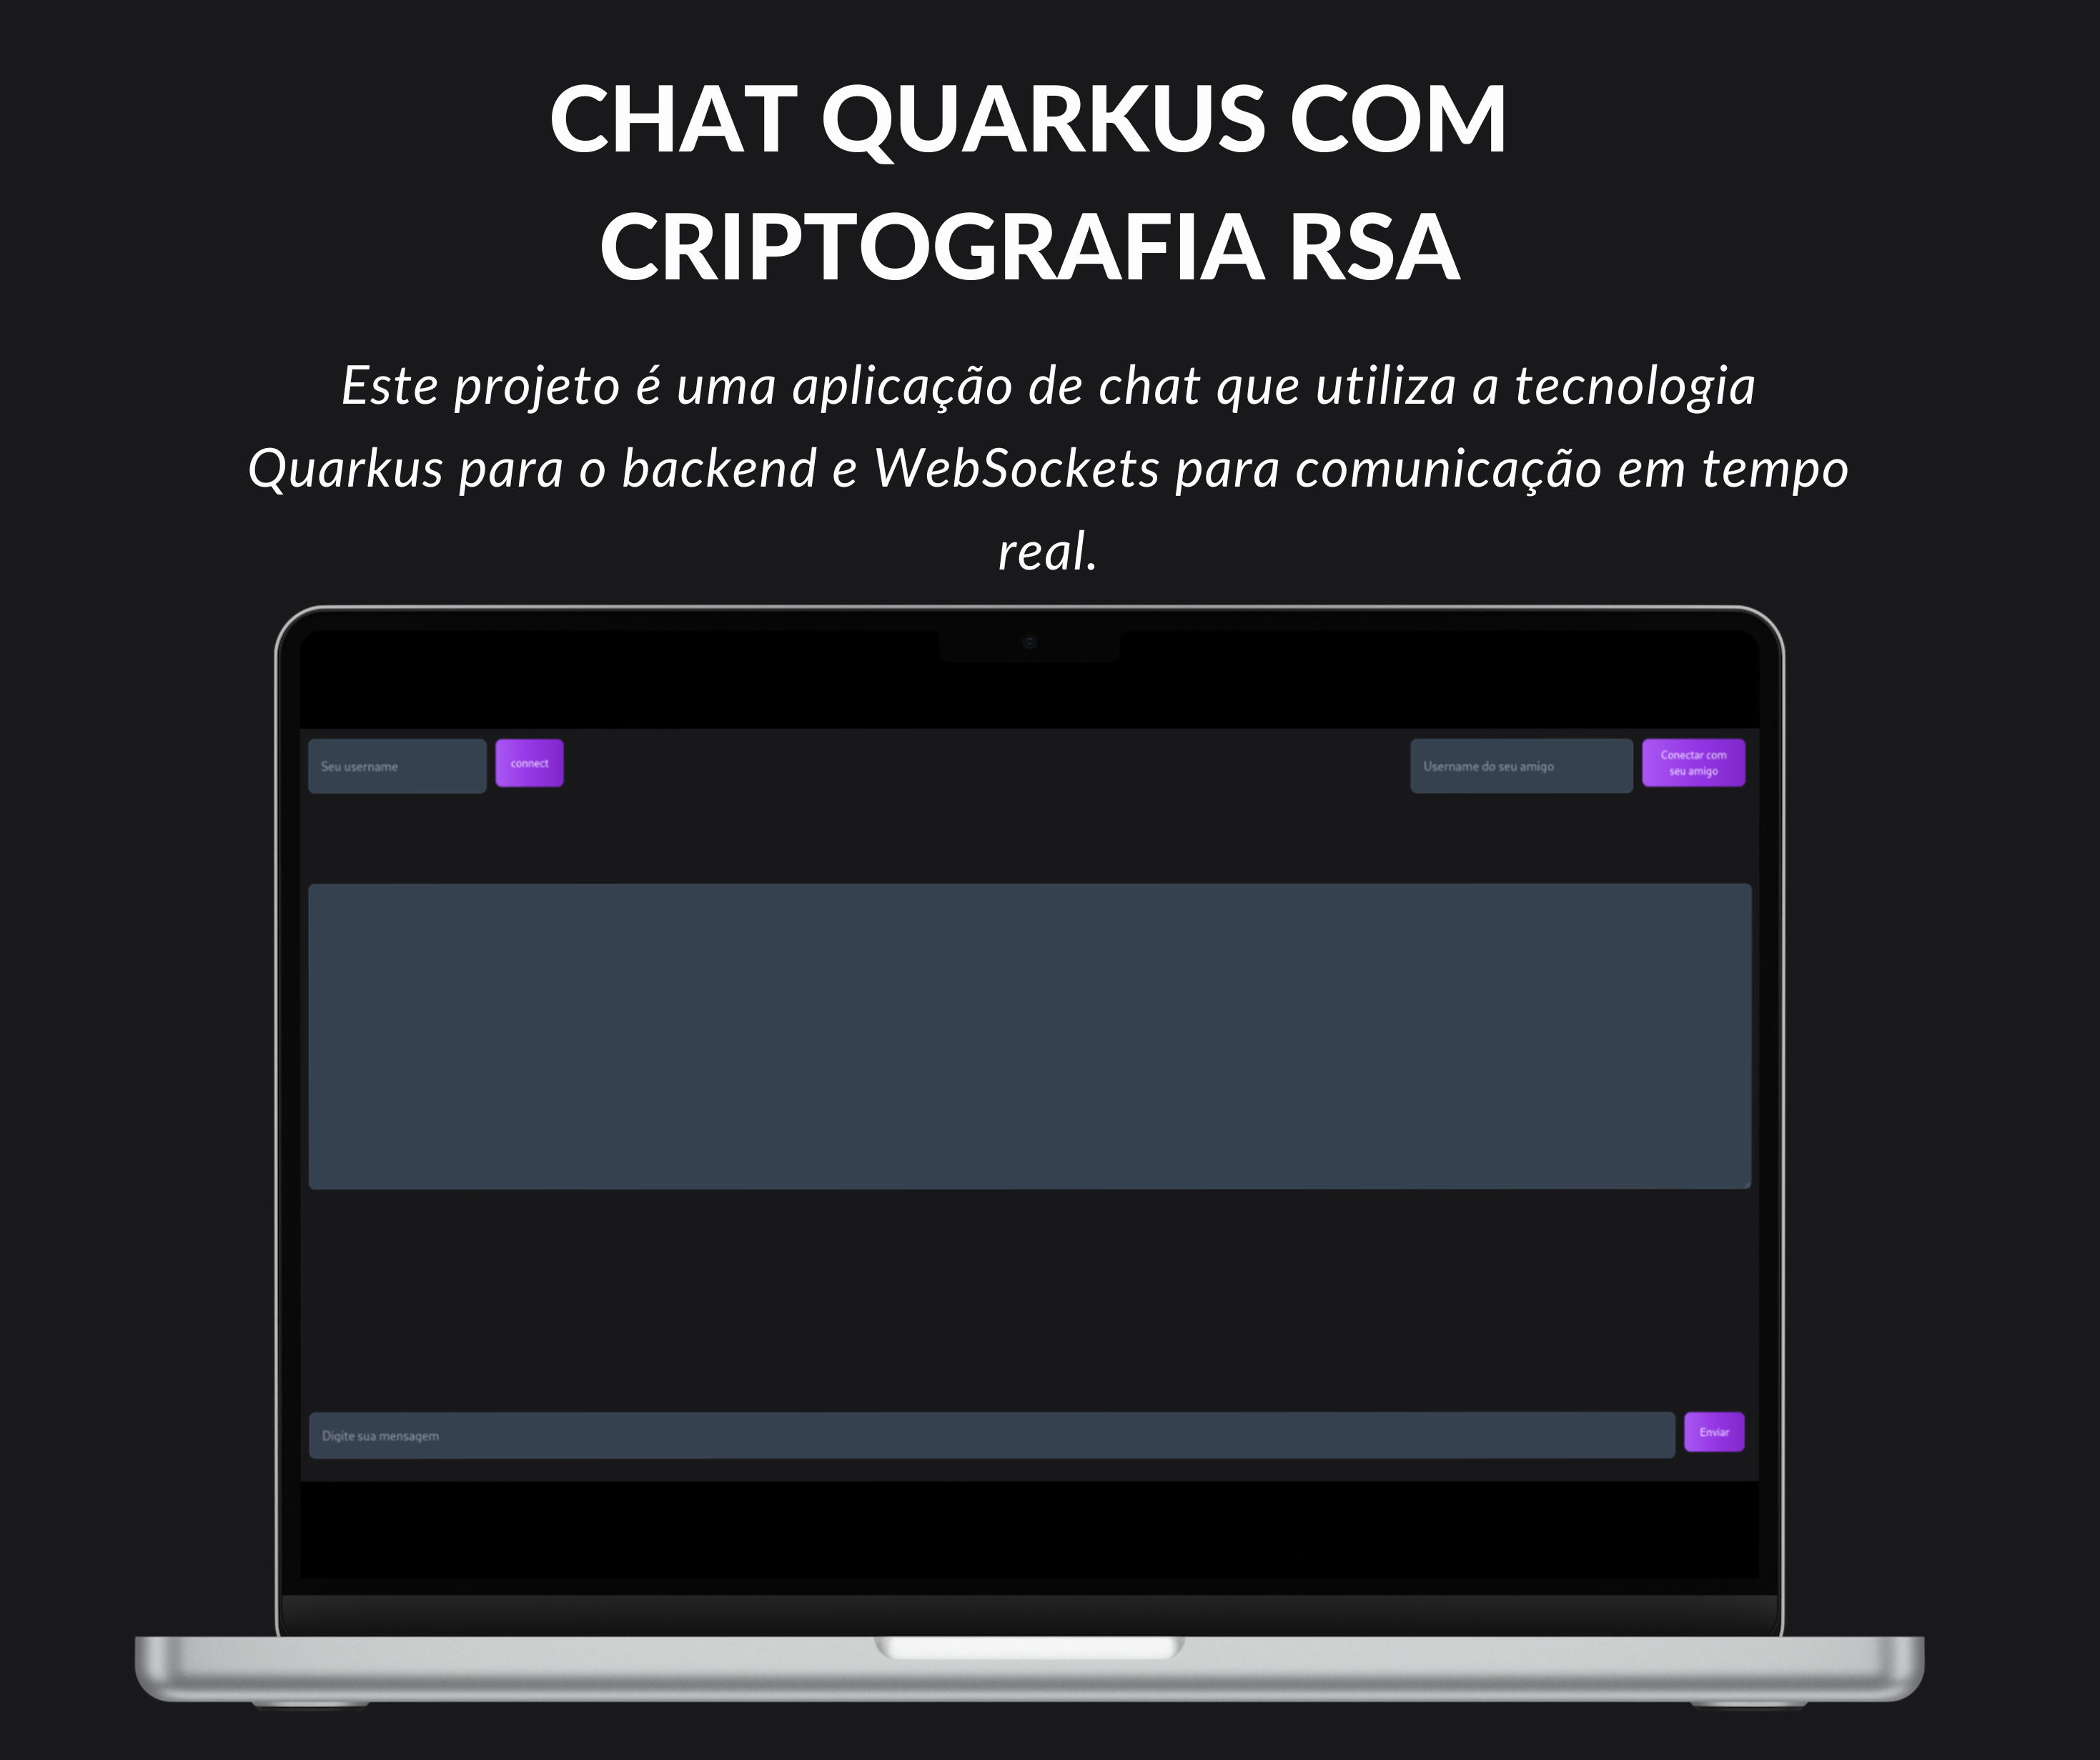 CHAT QUARKUS COM
CRIPTOGRAFIA RSA
Este projeto é uma aplicação de chat que utiliza a tecnologia
Quarkus para o backend e WebSockets para comunicação em tempo
real.
Seu username
connect
Username do seu amigo
Conectar com
seu amigo
Digite sua mensagem
Enviar